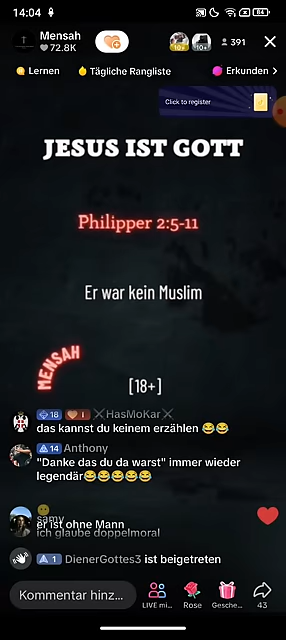 14:04
84
Mensah
72.8K
10+
10+
391
Lernen
Tägliche Rangliste
Erkunden
Click to register
JESUS IST GOTT
Philipper 2:5-11
Er war kein Muslim
MENSAH
[18+]
18 I HasMoKar
das kannst du keinem erzählen 😂😂
14 Anthony
"Danke das du da warst" immer wieder
legendär😂😂😂😂😂
samy
er ist ohne Mann
ich glaube doppelmoral
1 DienerGottes3 ist beigetreten
Kommentar hinz...
LIVE mi...
Rose
Gesche...
43